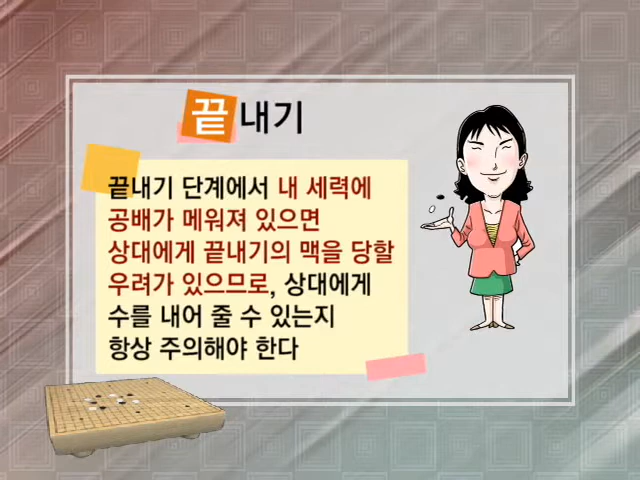 끝내기
끝내기 단계에서 내 세력에
공배가 메워져 있으면
상대에게 끝내기의 맥을 당할
우려가 있으므로, 상대에게
수를 내어 줄 수 있는지
항상 주의해야 한다